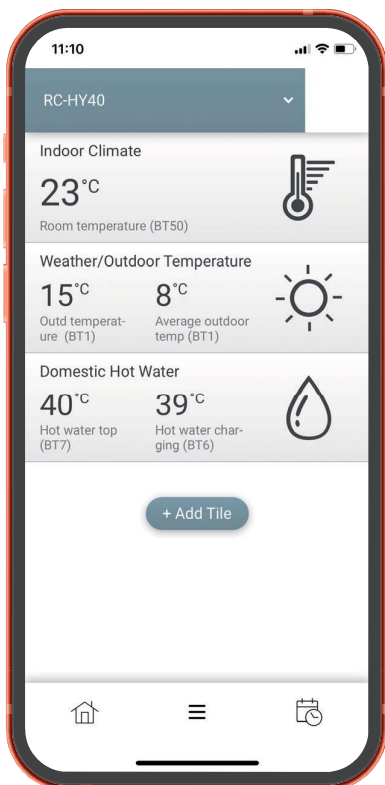 11:10
RC-HY40
Indoor Climate
23°C
Room temperature (BT50)
Weather/Outdoor Temperature
15°C 8°C
Outd temperat- Average outdoor
ure (BT1) temp (BT1)
Domestic Hot Water
40°C 39°C
Hot water top Hot water char-
(BT7) ging (BT6)
+ Add Tile